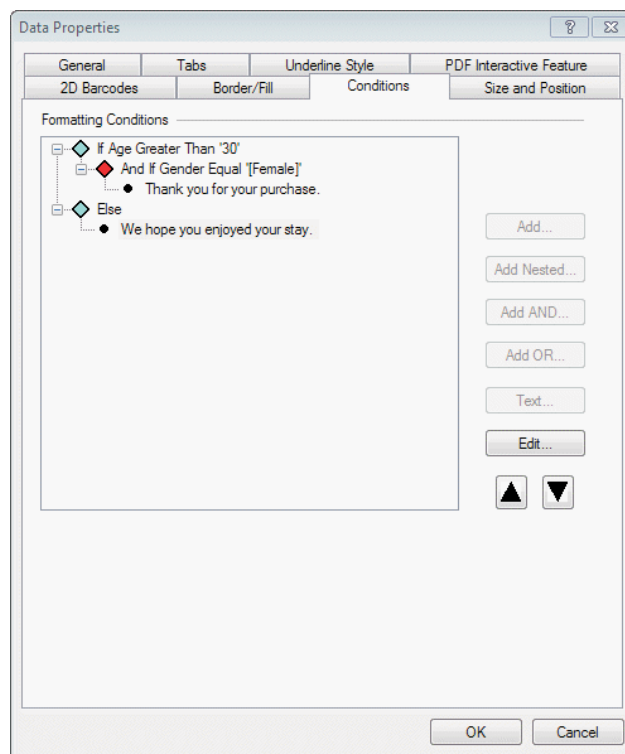 Data Properties
General Tabs Underline Style PDF Interactive Feature
2D Barcodes Border/Fill Conditions Size and Position
Formatting Conditions
If Age Greater Than '30'
And If Gender Equal '[Female]'
Thank you for your purchase.
Else
We hope you enjoyed your stay.
Add...
Add Nested...
Add AND...
Add OR...
Text...
Edit...
OK Cancel